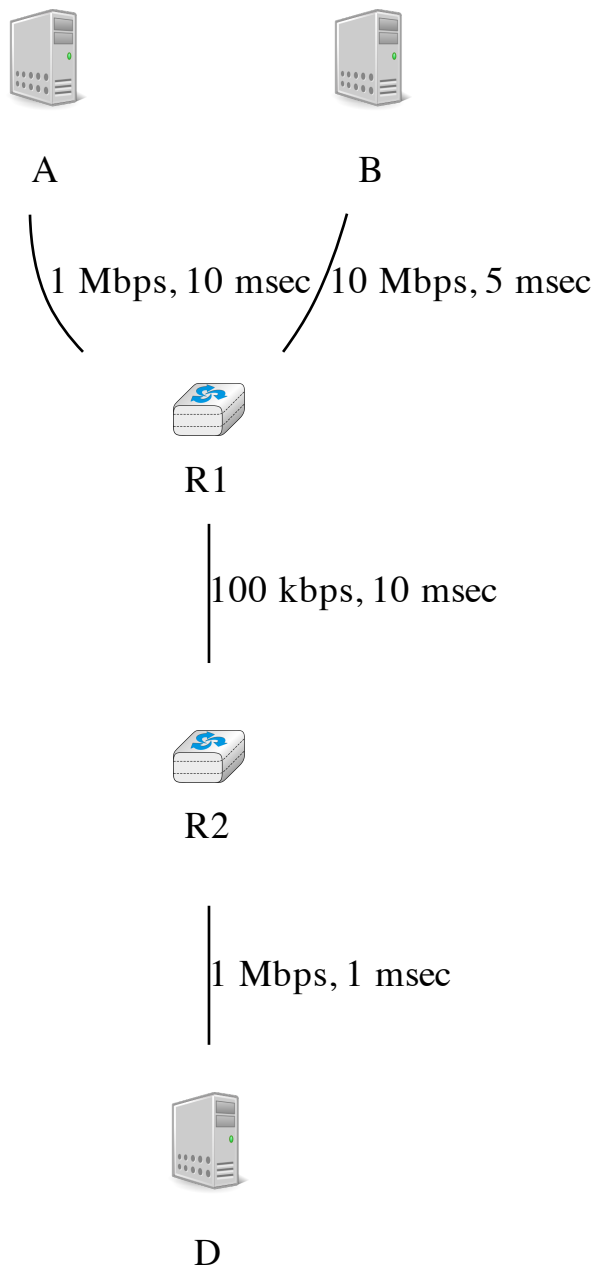 A
B
1 Mbps, 10 msec
10 Mbps, 5 msec
R1
100 kbps, 10 msec
R2
1 Mbps, 1 msec
D